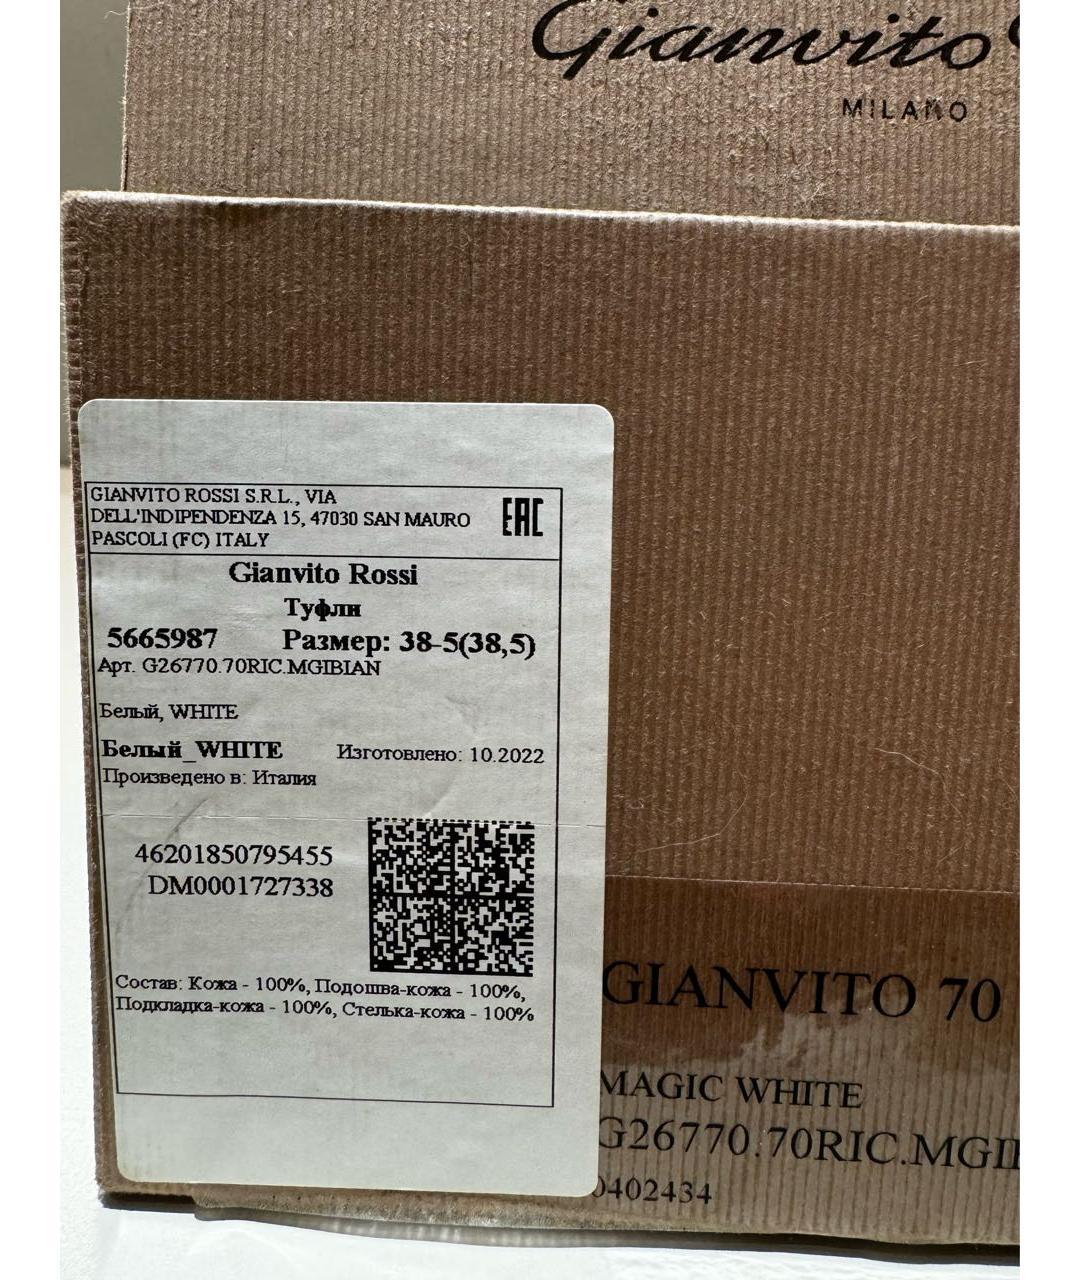 Gianvito
MILANO
GIANVITO ROSSI S.R.L., VIA
DELL'INDIPENDENZA 15, 47030 SAN MAURO
PASCOLI (FC) ITALY
EAC
Gianvito Rossi
Туфли
5665987 Размер: 38-5(38,5)
Арт. G26770.70RIC.MGIBIAN
Белый, WHITE
Белый_WHITE Изготовлено: 10.2022
Произведено в: Италия
46201850795455
DM0001727338
Состав: Кожа - 100%, Подошва-кожа - 100%,
Подкладка-кожа - 100%, Стелька-кожа - 100%
GIANVITO 70
MAGIC WHITE
G26770.70RIC.MGI
0402434